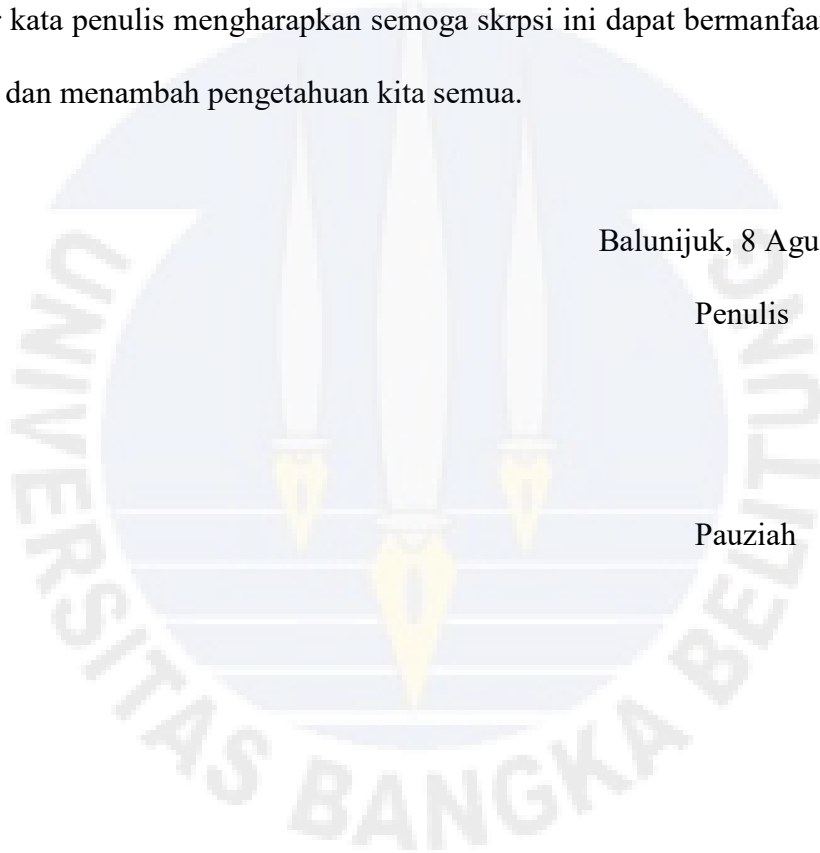 kata penulis mengharapkan semoga skrpsi ini dapat bermanfaa
dan menambah pengetahuan kita semua.
Balunijuk, 8 Agu
Penulis
Pauziah
UNIVERSITAS BANGKA BELITUNG